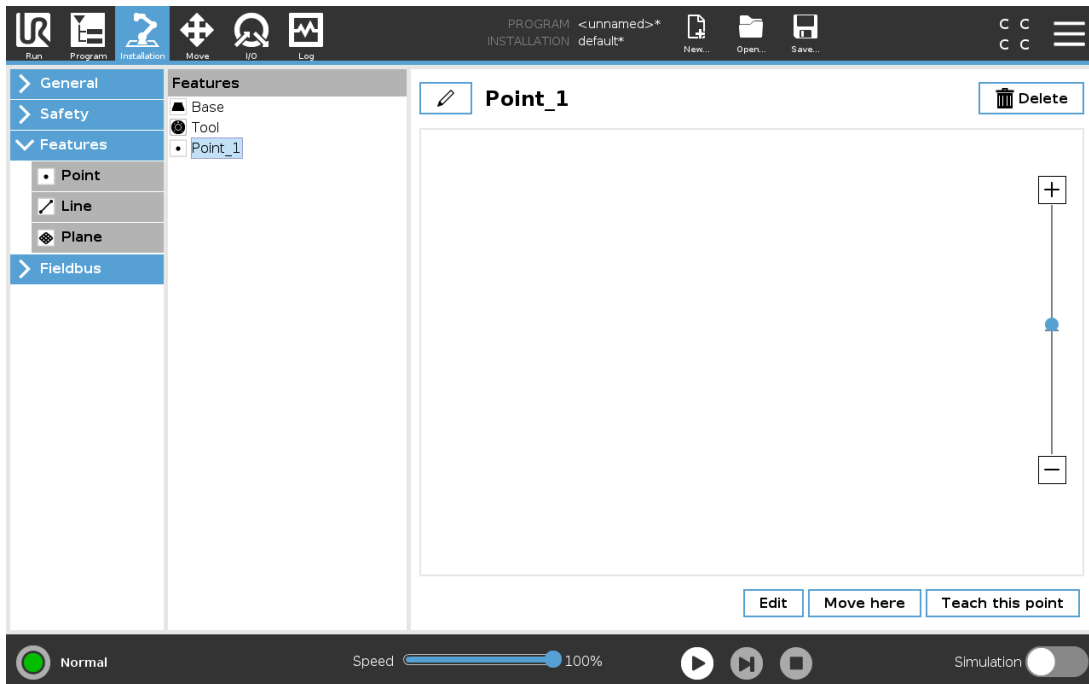 PROGRAM <unnamed>*
INSTALLATION default*
Run Program Installation Move I/O Log New... Open... Save...
C C
C C
General
Safety
Features
Point
Line
Plane
Fieldbus
Features
Base
Tool
Point_1
Point_1
Delete
Edit Move here Teach this point
Normal Speed 100% Simulation